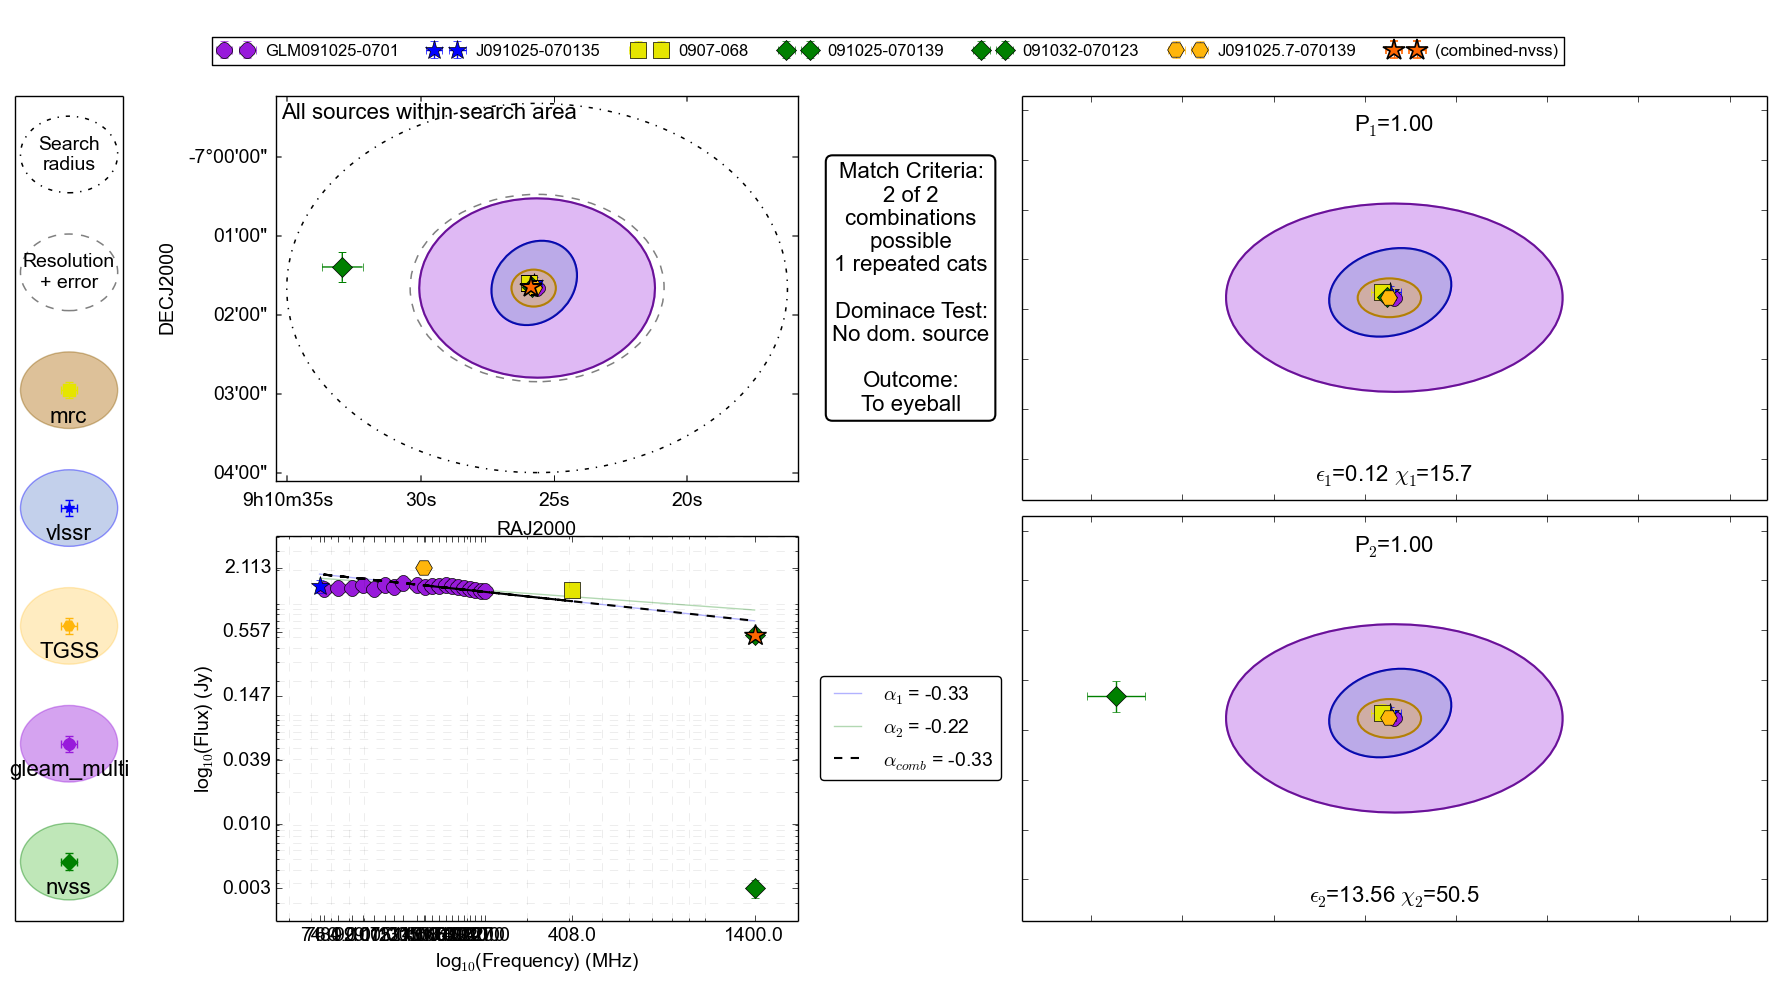 GLM091025-0701 J091025-070135 0907-068 091025-070139 091032-070123 J091025.7-070139 (combined-nvss)
Search
radius
Resolution
+ error
mrc
vlssr
TGSS
gleam_multi
nvss
All sources within search area
-7°00'00"
01'00"
02'00"
03'00"
04'00"
DECJ2000
9h10m35s 30s 25s 20s
RAJ2000
2.113
0.557
0.147
0.039
0.010
0.003
log10(Flux) (Jy)
408.0 1400.0
log10(Frequency) (MHz)
Match Criteria:
2 of 2
combinations
possible
1 repeated cats
Dominace Test:
No dom. source
Outcome:
To eyeball
α1 = -0.33
α2 = -0.22
αcomb = -0.33
P1=1.00
ϵ1=0.12 χ1=15.7
P2=1.00
ϵ2=13.56 χ2=50.5